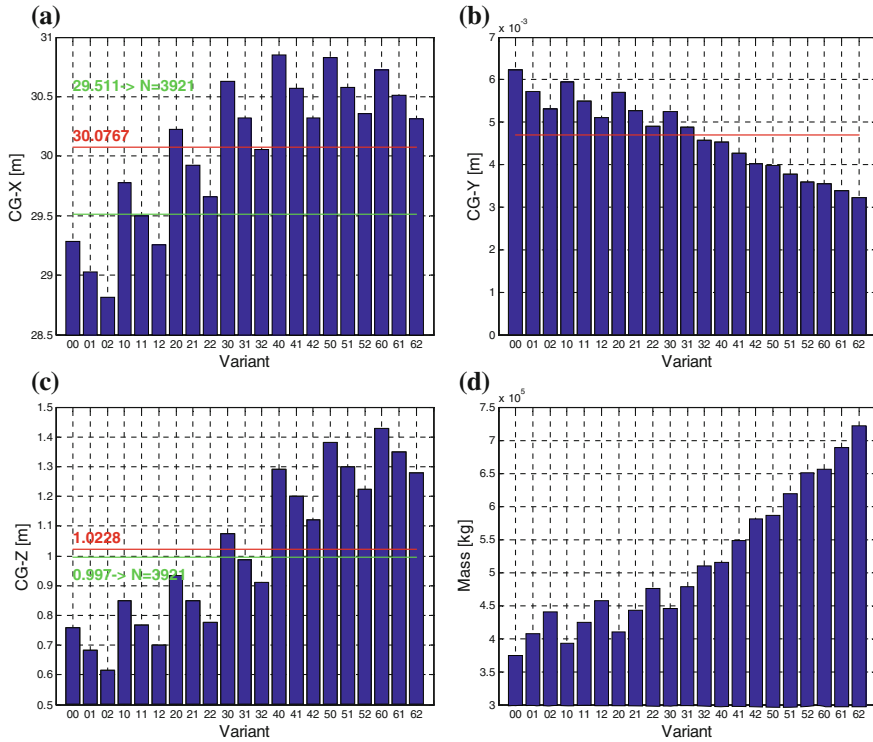 (a)
31
30.5
30
29.5
29
28.5
CG-X [m]
29.511-> N=3921
30.0767
00 01 02 10 11 12 20 21 22 30 31 32 40 41 42 50 51 52 60 61 62
Variant
(b)
x 10⁻³
7
6
5
4
3
2
1
0
CG-Y [m]
00 01 02 10 11 12 20 21 22 30 31 32 40 41 42 50 51 52 60 61 62
Variant
(c)
1.5
1.4
1.3
1.2
1.1
1
0.9
0.8
0.7
0.6
0.5
CG-Z [m]
1.0228
0.997-> N=3921
00 01 02 10 11 12 20 21 22 30 31 32 40 41 42 50 51 52 60 61 62
Variant
(d)
x 10⁵
7.5
7
6.5
6
5.5
5
4.5
4
3.5
3
Mass [kg]
00 01 02 10 11 12 20 21 22 30 31 32 40 41 42 50 51 52 60 61 62
Variant